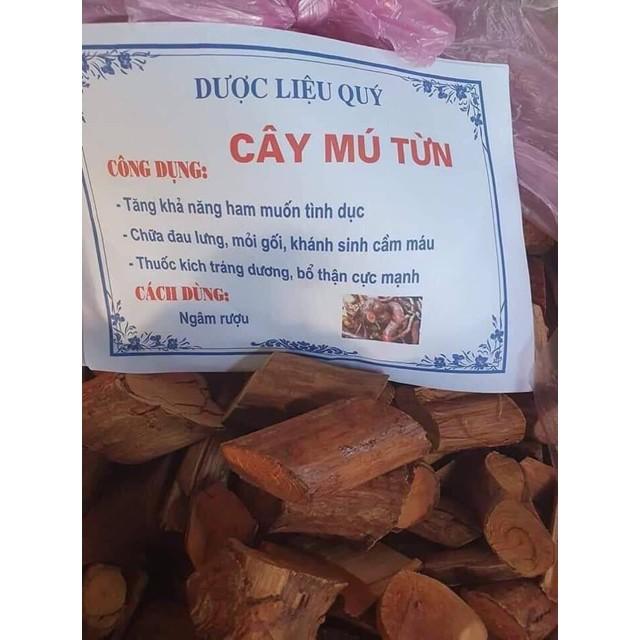 DƯỢC LIỆU QUÝ
CÂY MÚ TỪN
CÔNG DỤNG:
- Tăng khả năng ham muốn tình dục
- Chữa đau lưng, mỏi gối, khánh sinh cầm máu
- Thuốc kích tráng dương, bổ thận cực mạnh
CÁCH DÙNG:
Ngâm rượu